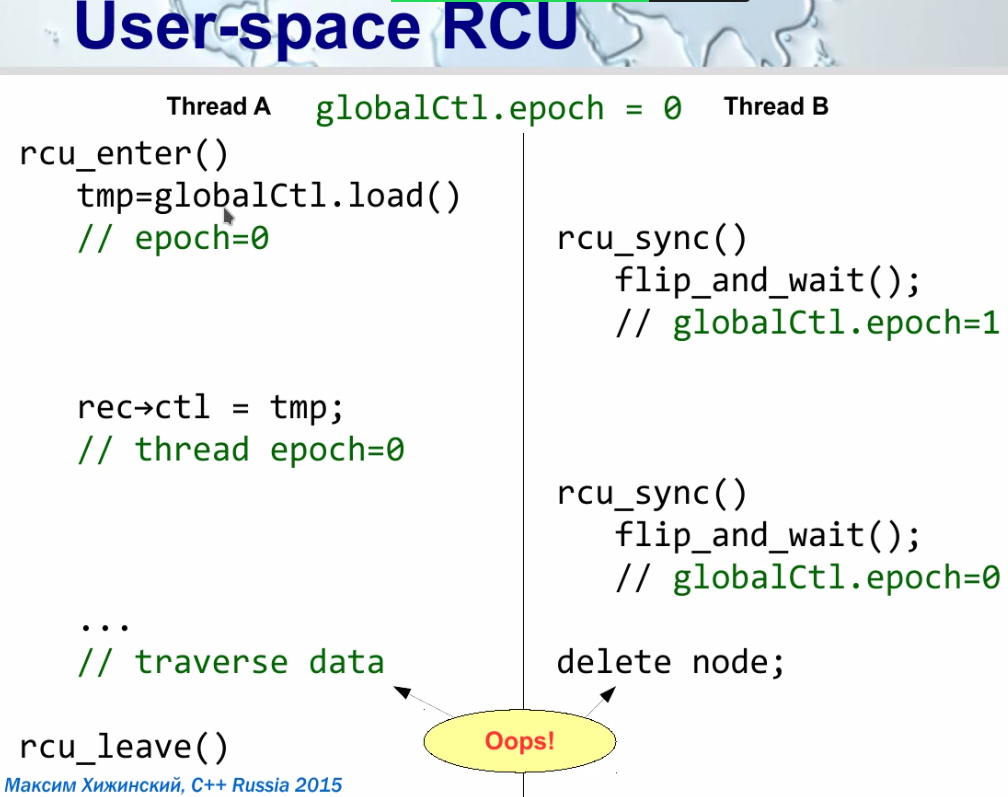 User-space RCU
Thread A
globalCtl.epoch = 0
Thread B
rcu_enter()
tmp=globalCtl.load()
// epoch=0
rec→ctl = tmp;
// thread epoch=0
...
// traverse data
rcu_leave()
rcu_sync()
flip_and_wait();
// globalCtl.epoch=1
rcu_sync()
flip_and_wait();
// globalCtl.epoch=0
delete node;
Oops!
Максим Хижинский, C++ Russia 2015